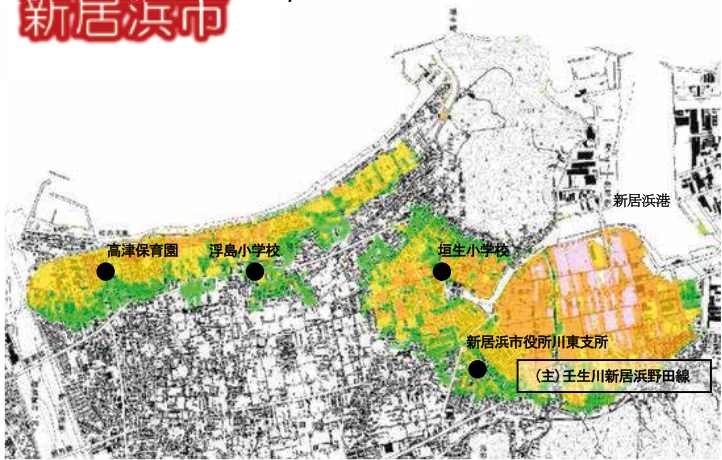 新居浜市
新居浜港
高津保育園
浮島小学校
垣生小学校
新居浜市役所川東支所
(主)壬生川新居浜野田線